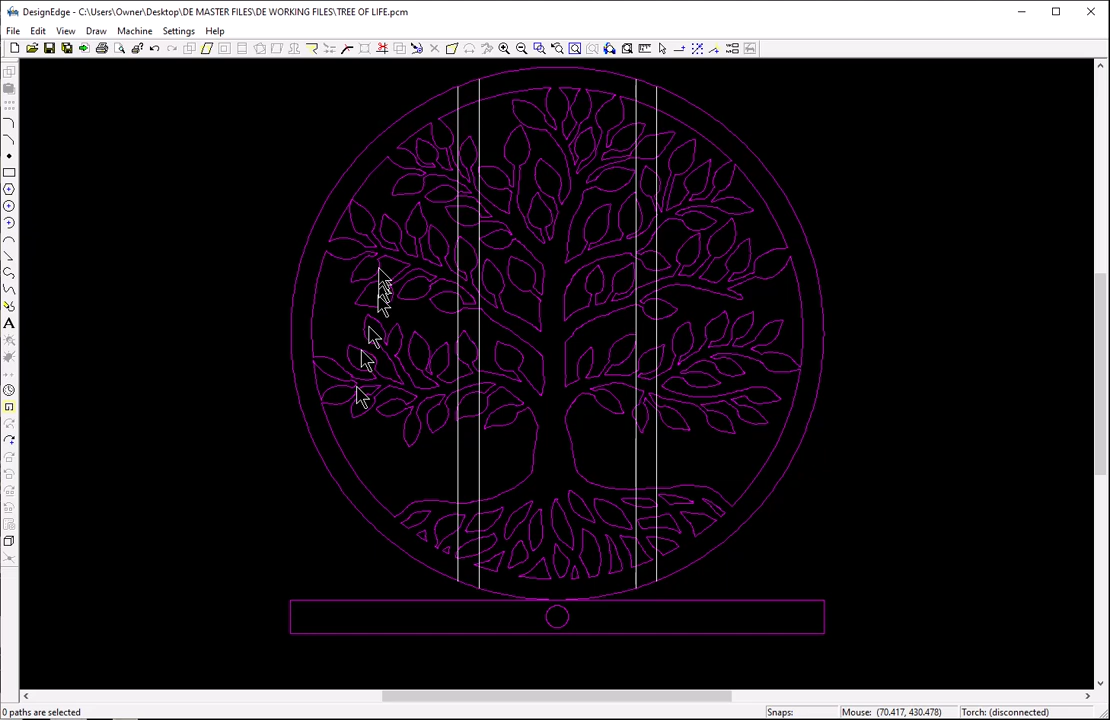 DesignEdge - C:\Users\Owner\Desktop\DE MASTER FILES\DE WORKING FILES\TREE OF LIFE.pcm
File Edit View Draw Machine Settings Help
A
0 paths are selected Snaps: Mouse: (70.417, 430.478) Torch: (disconnected)